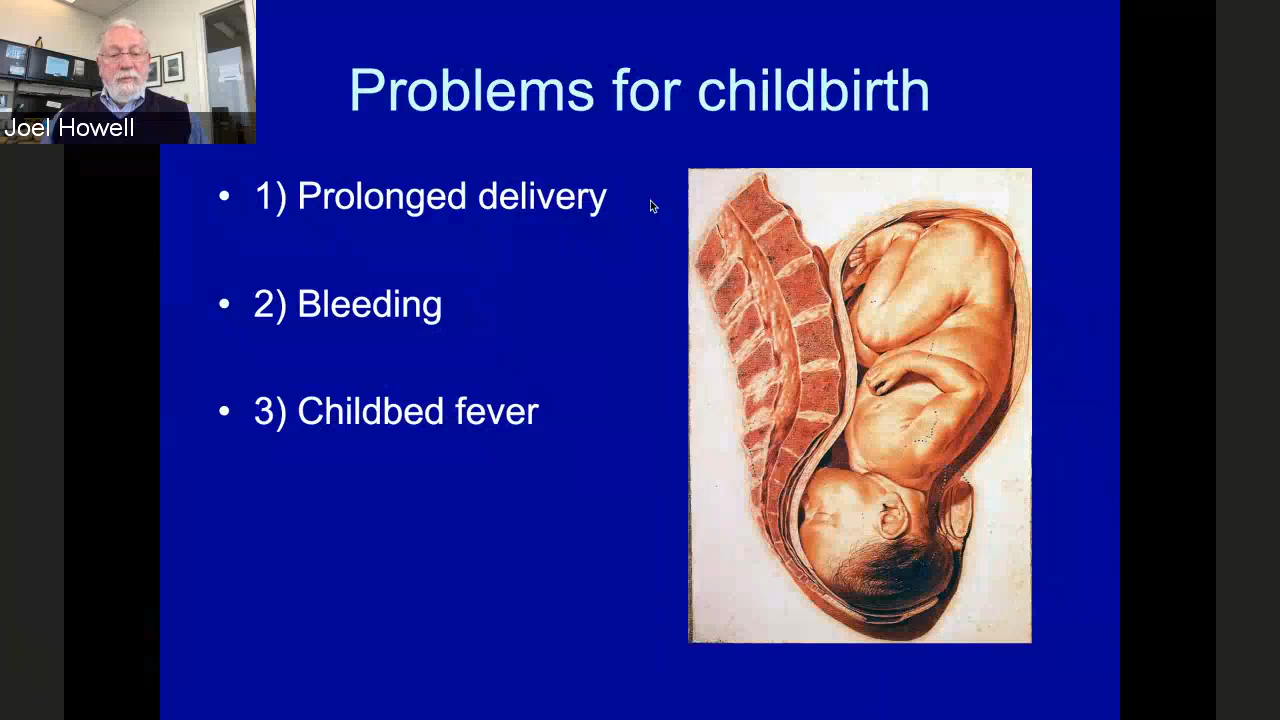 Problems for childbirth
Joel Howell
• 1) Prolonged delivery
• 2) Bleeding
• 3) Childbed fever